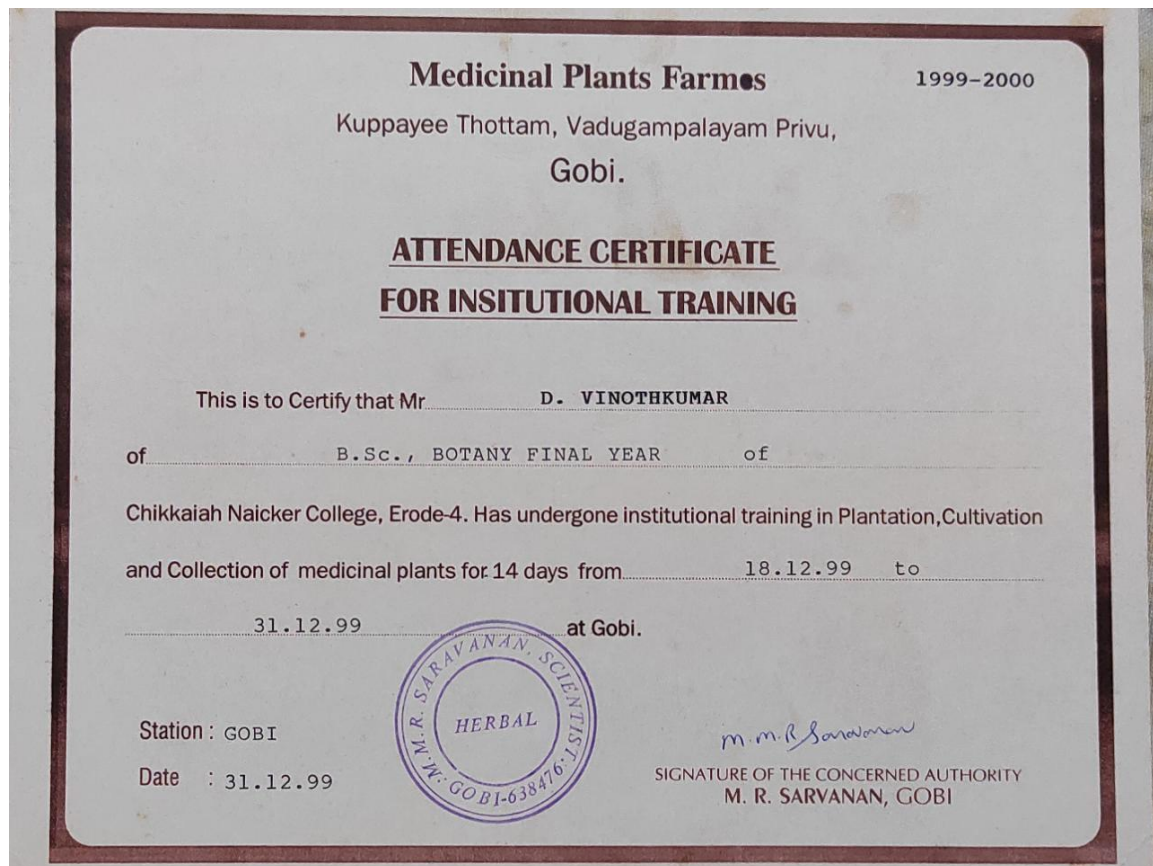 Medicinal Plants Farmes
1999-2000
Kuppayee Thottam, Vadugampalayam Privu,
Gobi.
ATTENDANCE CERTIFICATE
FOR INSITUTIONAL TRAINING
This is to Certify that Mr D. VINOTHKUMAR
of B.Sc., BOTANY FINAL YEAR of
Chikkaiah Naicker College, Erode-4. Has undergone institutional training in Plantation,Cultivation
and Collection of medicinal plants for 14 days from 18.12.99 to
31.12.99 at Gobi.
M.M.R. SARAVANAN, SCIENTIST: GOBI-638476:
HERBAL
Station : GOBI
Date : 31.12.99
m.m.R Saravanan
SIGNATURE OF THE CONCERNED AUTHORITY
M. R. SARVANAN, GOBI